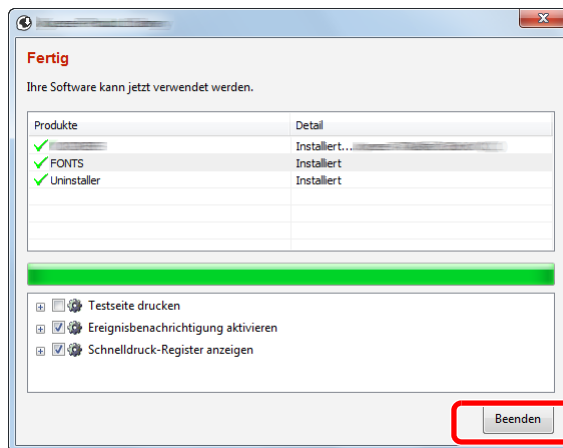 Fertig
Ihre Software kann jetzt verwendet werden.
Produkte Detail
Installiert...
FONTS Installiert
Uninstaller Installiert
Testseite drucken
Ereignisbenachrichtigung aktivieren
Schnelldruck-Register anzeigen
Beenden